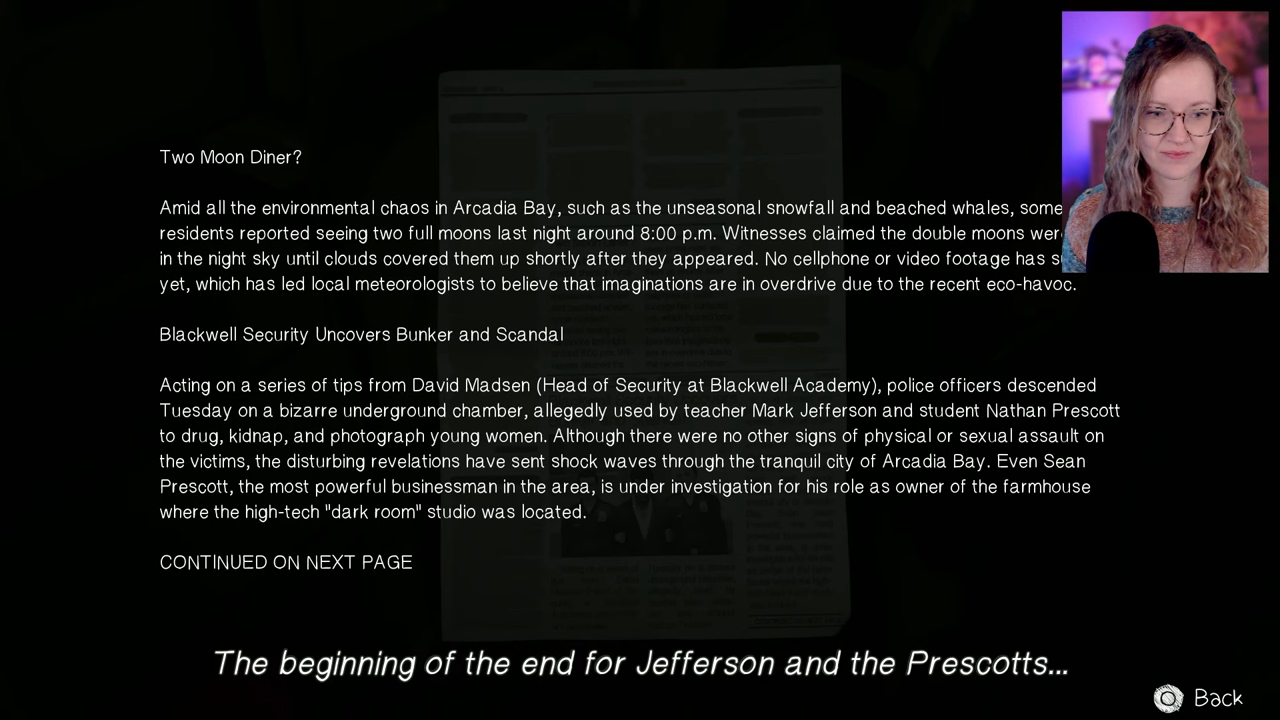 Two Moon Diner?
Amid all the environmental chaos in Arcadia Bay, such as the unseasonal snowfall and beached whales, some
residents reported seeing two full moons last night around 8:00 p.m. Witnesses claimed the double moons
in the night sky until clouds covered them up shortly after they appeared. No cellphone or video footage has
yet, which has led local meteorologists to believe that imaginations are in overdrive due to the recent eco-havoc.
Blackwell Security Uncovers Bunker and Scandal
Acting on a series of tips from David Madsen (Head of Security at Blackwell Academy), police officers descended
Tuesday on a bizarre underground chamber, allegedly used by teacher Mark Jefferson and student Nathan Prescott
to drug, kidnap, and photograph young women. Although there were no other signs of physical or sexual assault on
the victims, the disturbing revelations have sent shock waves through the tranquil city of Arcadia Bay. Even Sean
Prescott, the most powerful businessman in the area, is under investigation for his role as owner of the farmhouse
where the high-tech "dark room" studio was located.
CONTINUED ON NEXT PAGE
The beginning of the end for Jefferson and the Prescotts...
Back